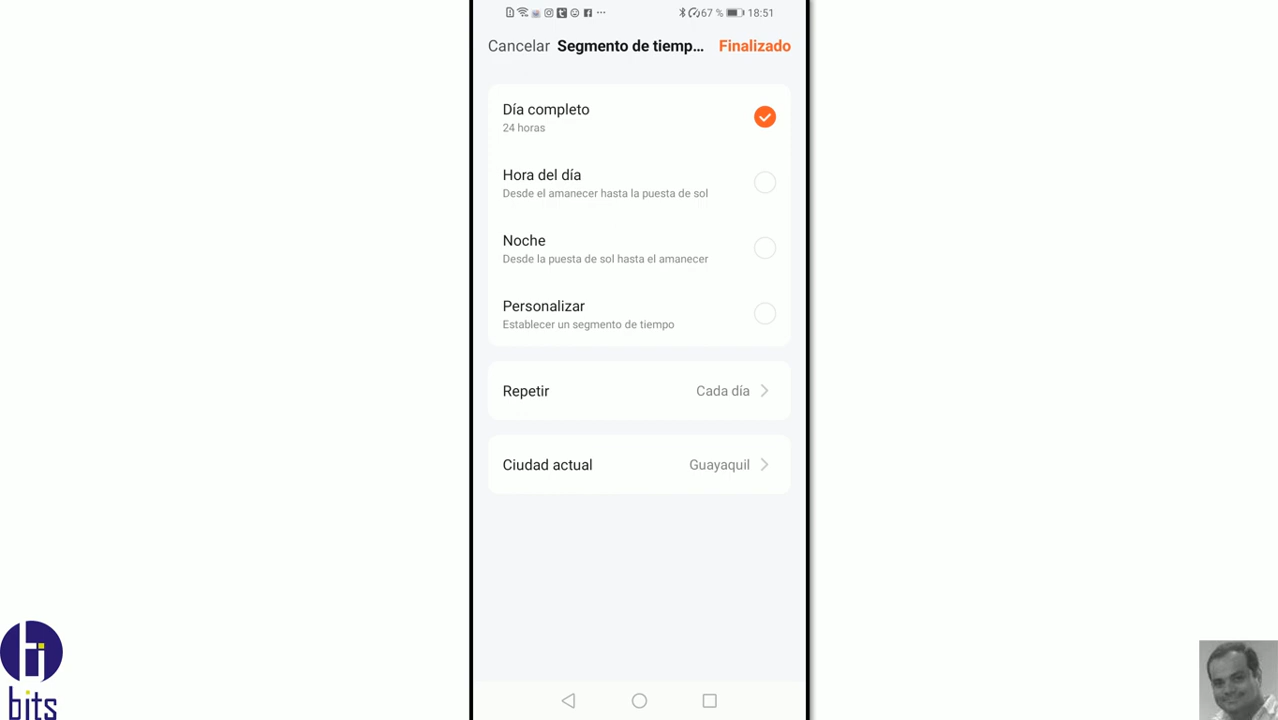 67 % 18:51
Cancelar Segmento de tiemp... Finalizado
Día completo
24 horas
Hora del día
Desde el amanecer hasta la puesta de sol
Noche
Desde la puesta de sol hasta el amanecer
Personalizar
Establecer un segmento de tiempo
Repetir Cada día
Ciudad actual Guayaquil
hi
bits